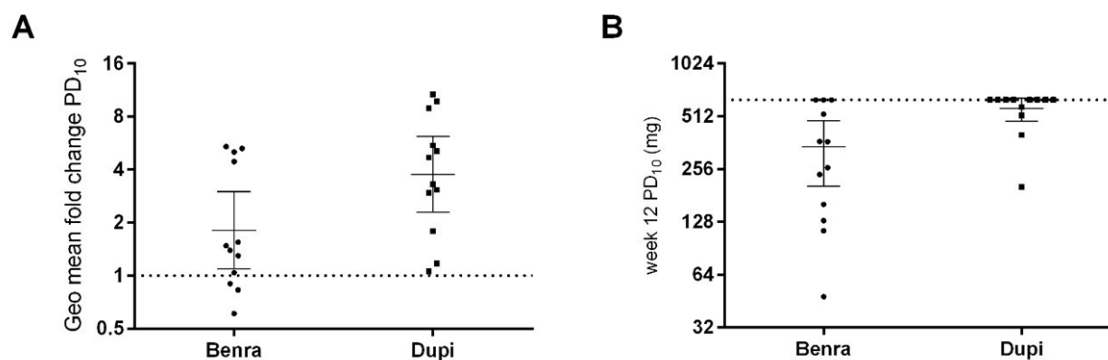 A
Geo mean fold change PD₁₀
16
8
4
2
1
0.5
Benra Dupi
B
week 12 PD₁₀ (mg)
1024
512
256
128
64
32
Benra Dupi